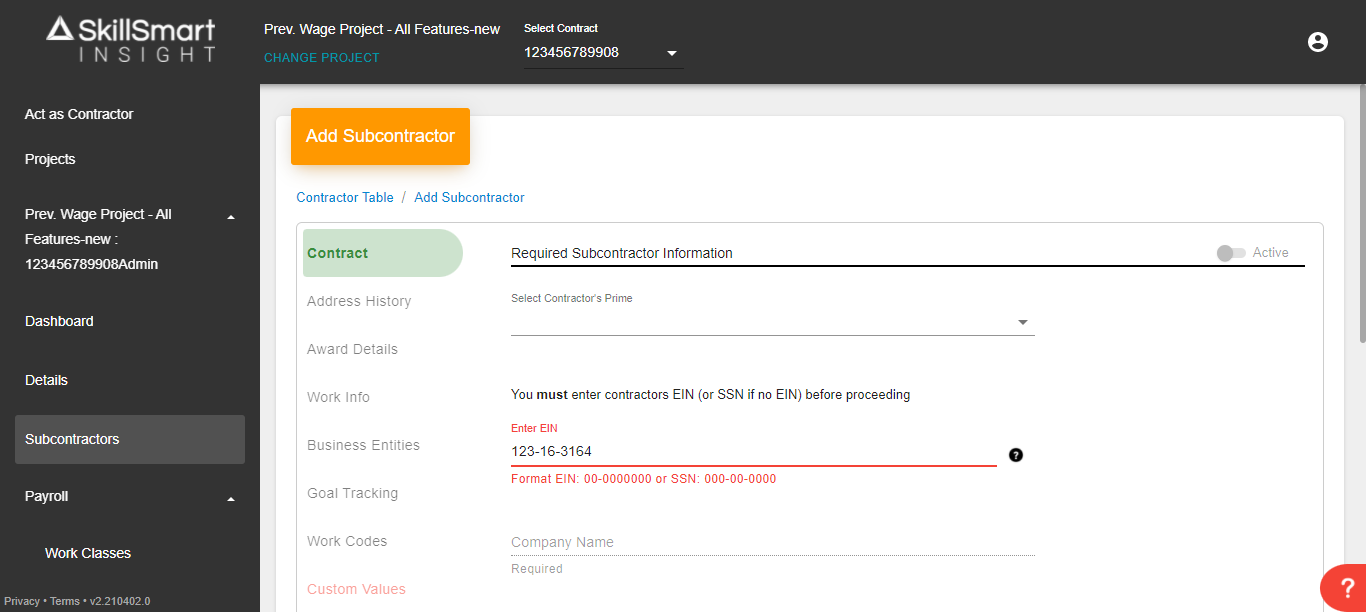 SkillSmart
INSIGHT
Prev. Wage Project - All Features-new
CHANGE PROJECT
Select Contract
123456789908
Act as Contractor
Projects
Prev. Wage Project - All
Features-new :
123456789908Admin
Dashboard
Details
Subcontractors
Payroll
Work Classes
Privacy • Terms • v2.210402.0
Add Subcontractor
Contractor Table / Add Subcontractor
Contract
Address History
Award Details
Work Info
Business Entities
Goal Tracking
Work Codes
Custom Values
Required Subcontractor Information
Active
Select Contractor's Prime
You must enter contractors EIN (or SSN if no EIN) before proceeding
Enter EIN
123-16-3164
?
Format EIN: 00-0000000 or SSN: 000-00-0000
Company Name
Required
?